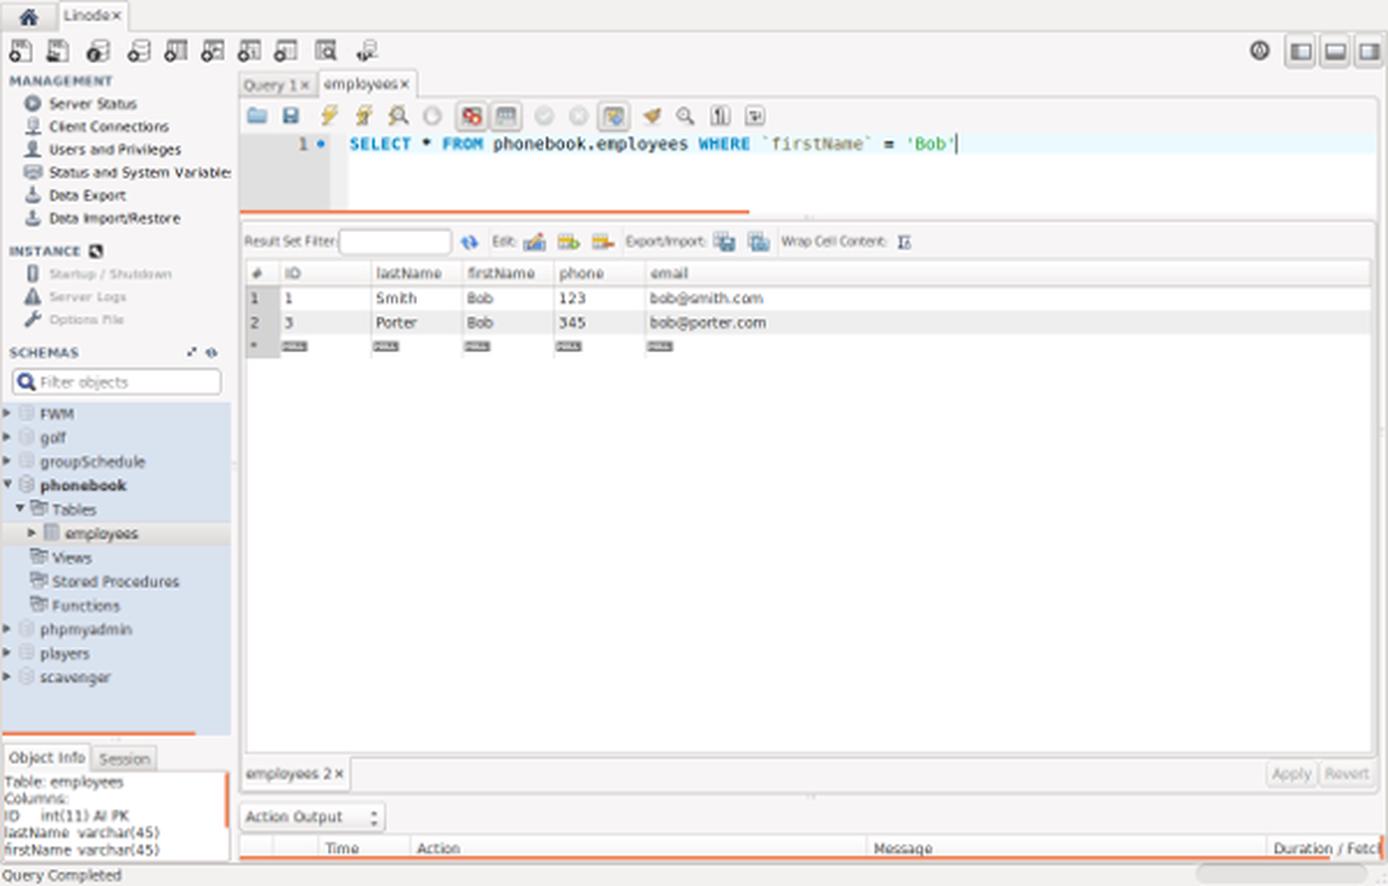 Linode×
MANAGEMENT
Server Status
Client Connections
Users and Privileges
Status and System Variable
Data Export
Data Import/Restore
INSTANCE
Startup / Shutdown
Server Logs
Options File
SCHEMAS
Filter objects
FWM
golf
groupSchedule
phonebook
Tables
employees
Views
Stored Procedures
Functions
phpmyadmin
players
scavenger
Object Info Session
Table: employees
Columns:
ID int(11) AI PK
lastName varchar(45)
firstName varchar(45)
Query Completed
Query 1× employees×
1 SELECT * FROM phonebook.employees WHERE `firstName` = 'Bob'
Result Set Filter: Edit: Export/Import: Wrap Cell Content:
# ID lastName firstName phone email
1 1 Smith Bob 123 bob@smith.com
2 3 Porter Bob 345 bob@porter.com
* NULL NULL NULL NULL NULL
employees 2× Apply Revert
Action Output
Time Action Message Duration / Fetc